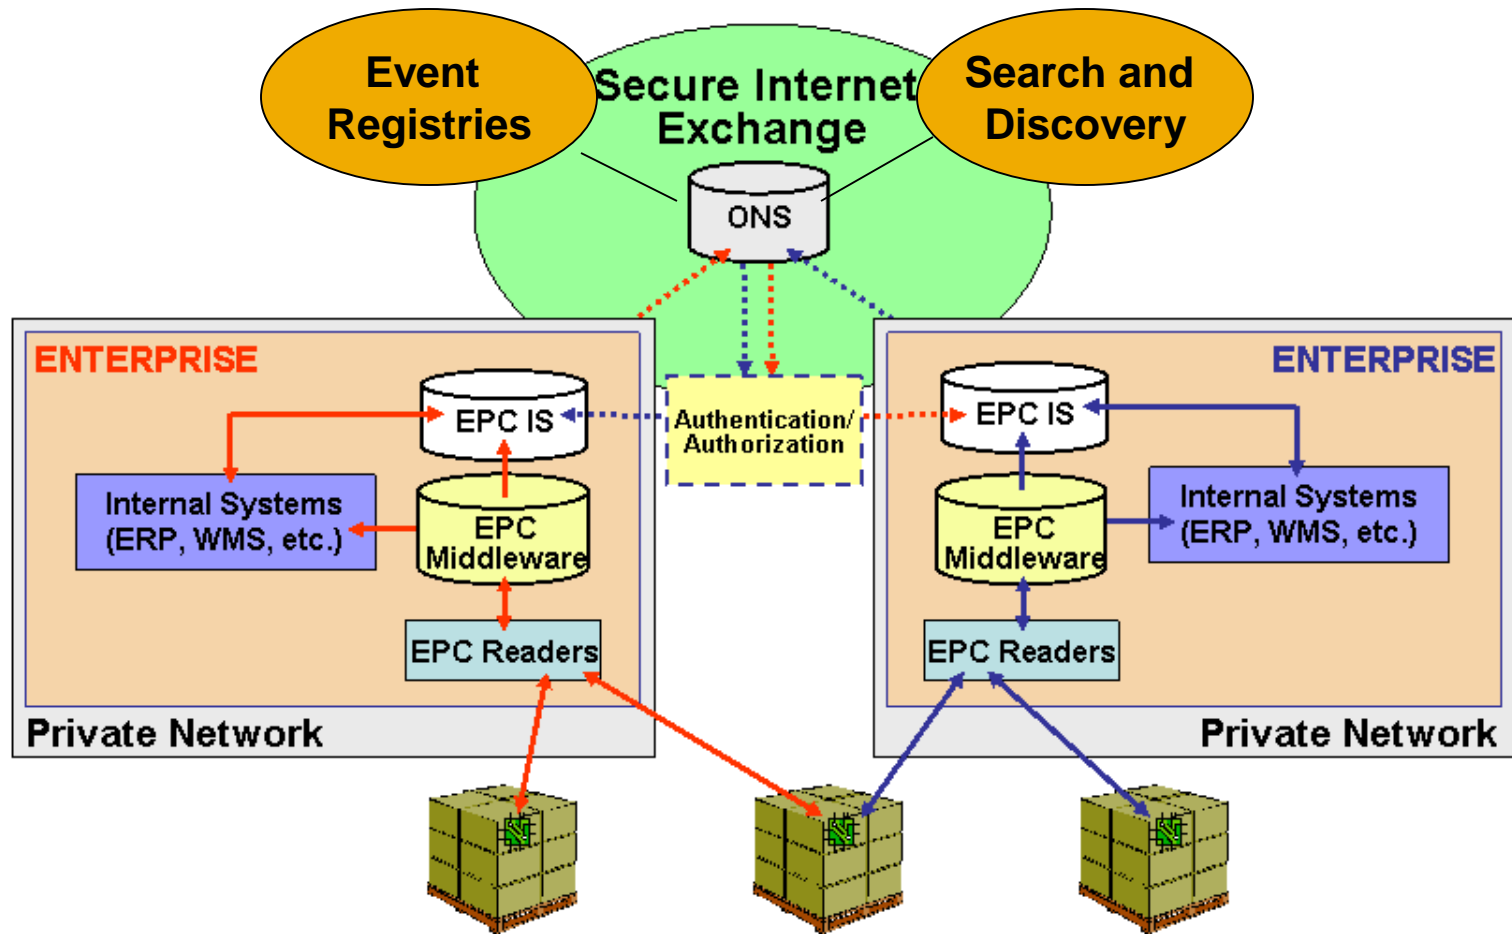 Event
Registries
Secure Internet
Exchange
Search and
Discovery
ONS
ENTERPRISE
EPC IS
Internal Systems
(ERP, WMS, etc.)
EPC
Middleware
EPC Readers
Private Network
Authentication/
Authorization
ENTERPRISE
EPC IS
EPC
Middleware
Internal Systems
(ERP, WMS, etc.)
EPC Readers
Private Network